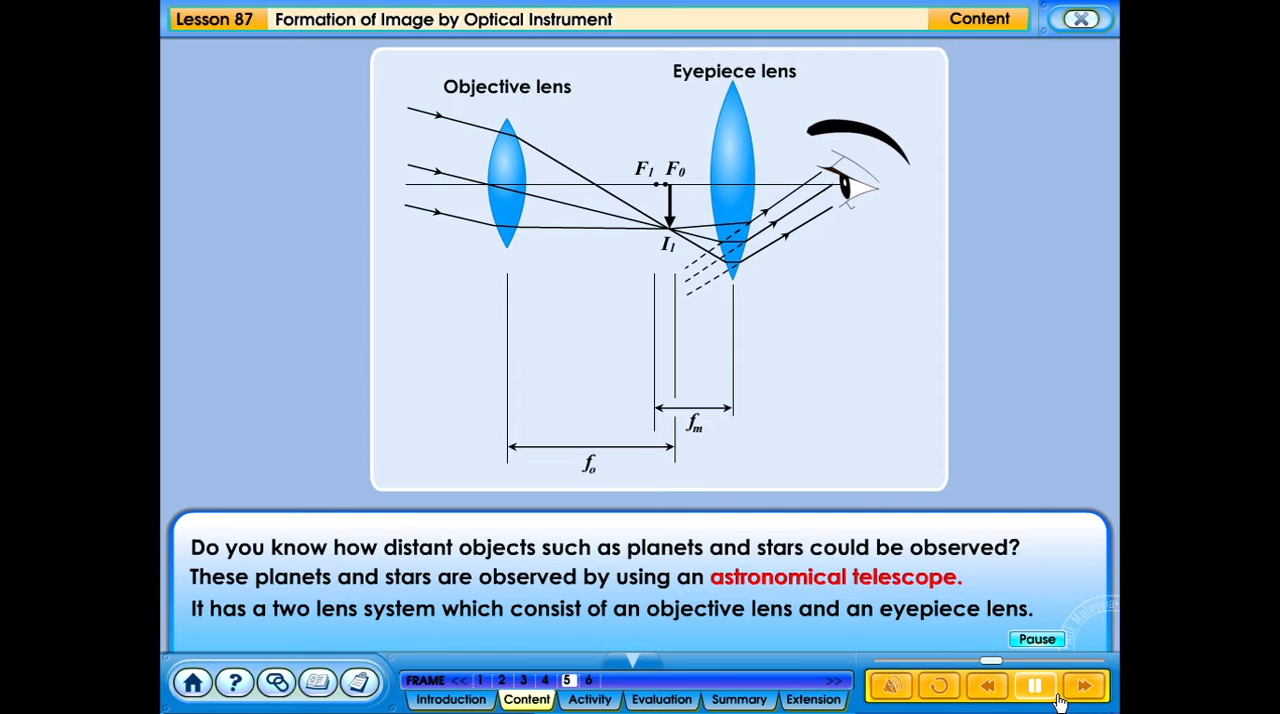 Lesson 87 Formation of Image by Optical Instrument Content
Eyepiece lens
Objective lens
F1 F0
I1
fm
fo
Do you know how distant objects such as planets and stars could be observed?
These planets and stars are observed by using an astronomical telescope.
It has a two lens system which consist of an objective lens and an eyepiece lens.
Pause
FRAME << 1 2 3 4 5 6 >>
Introduction Content Activity Evaluation Summary Extension